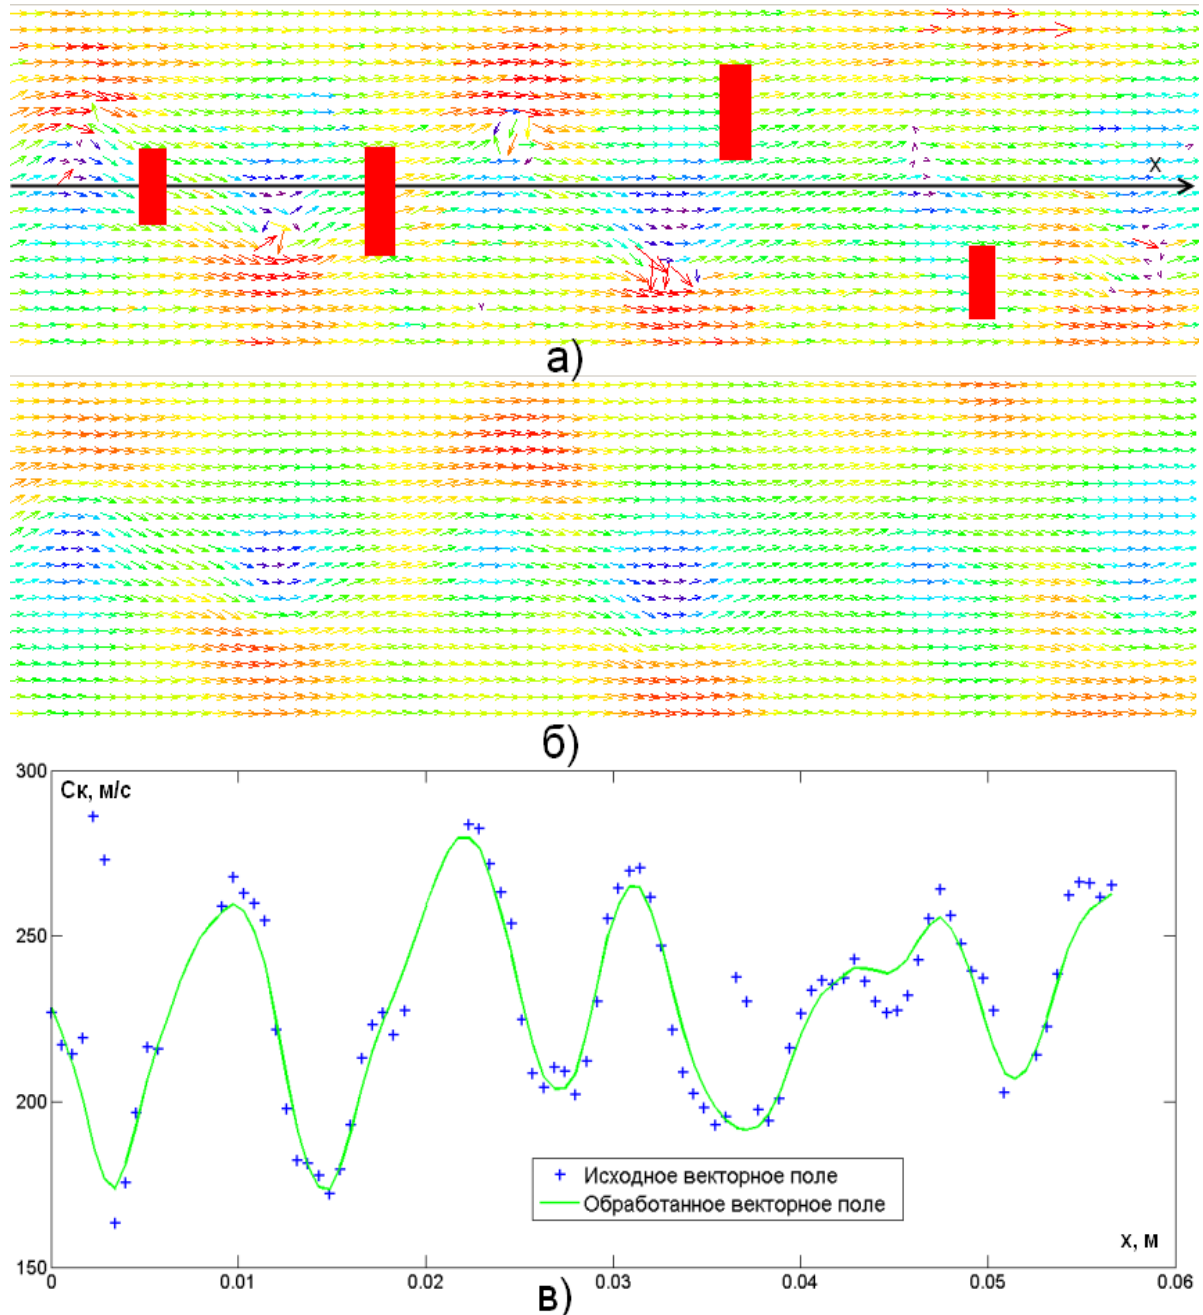 X
а)
б)
300
Ск, м/с
250
200
150
Исходное векторное поле
Обработанное векторное поле
х, м
0
0.01
0.02
0.03
0.04
0.05
0.06
в)